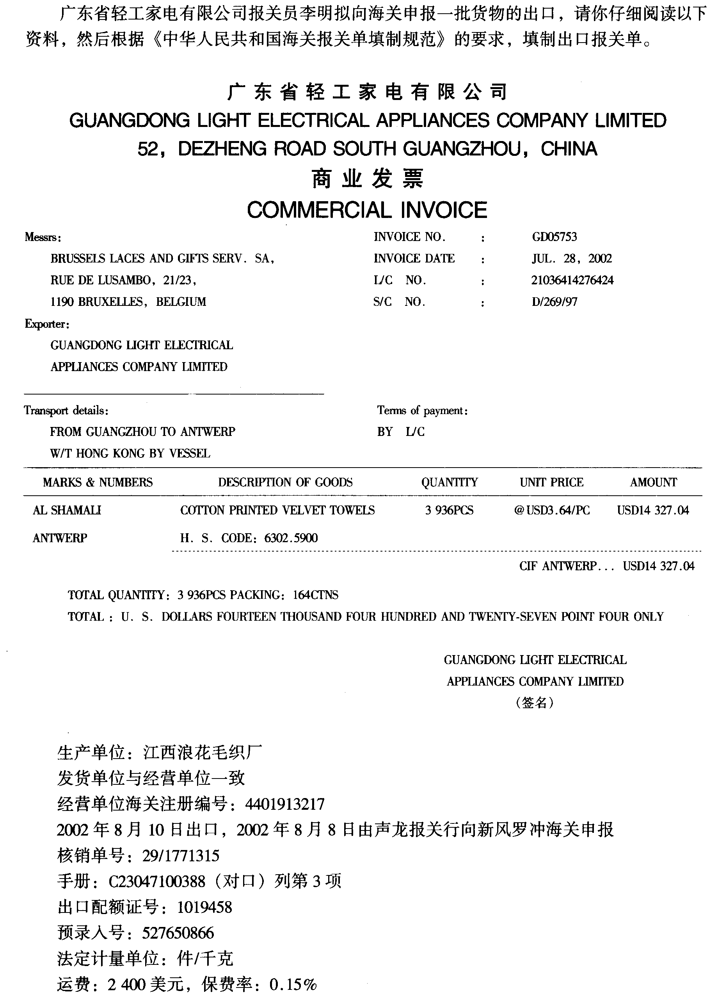 广东省轻工家电有限公司报关员李明拟向海关申报一批货物的出口，请你仔细阅读以下
资料，然后根据《中华人民共和国海关报关单填制规范》的要求，填制出口报关单。
广东省轻工家电有限公司
GUANGDONG LIGHT ELECTRICAL APPLIANCES COMPANY LIMITED
52，DEZHENG ROAD SOUTH GUANGZHOU，CHINA
商业发票
COMMERCIAL INVOICE
Messrs： INVOICE NO. ： GD05753
BRUSSELS LACES AND GIFTS SERV. SA， INVOICE DATE ： JUL. 28，2002
RUE DE LUSAMBO，21/23， L/C NO. ： 21036414276424
1190 BRUXELLES，BELGIUM S/C NO. ： D/269/97
Exporter：
GUANGDONG LIGHT ELECTRICAL
APPLIANCES COMPANY LIMITED
Transport details： Terms of payment：
FROM GUANGZHOU TO ANTWERP BY L/C
W/T HONG KONG BY VESSEL
MARKS & NUMBERS DESCRIPTION OF GOODS QUANTITY UNIT PRICE AMOUNT
AL SHAMALI COTTON PRINTED VELVET TOWELS 3 936PCS @USD3.64/PC USD14 327.04
ANTWERP H. S. CODE：6302.5900
CIF ANTWERP... USD14 327.04
TOTAL QUANTITY：3 936PCS PACKING：164CTNS
TOTAL：U. S. DOLLARS FOURTEEN THOUSAND FOUR HUNDRED AND TWENTY-SEVEN POINT FOUR ONLY
GUANGDONG LIGHT ELECTRICAL
APPLIANCES COMPANY LIMITED
（签名）
生产单位：江西浪花毛织厂
发货单位与经营单位一致
经营单位海关注册编号：4401913217
2002年8月10日出口，2002年8月8日由声龙报关行向新风罗冲海关申报
核销单号：29/1771315
手册：C23047100388（对口）列第3项
出口配额证号：1019458
预录入号：527650866
法定计量单位：件/千克
运费：2 400美元，保费率：0.15%